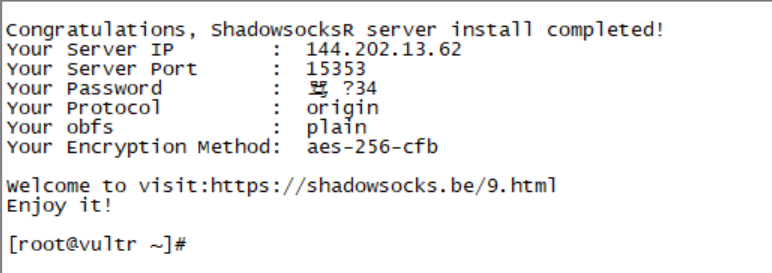 Congratulations, ShadowsocksR server install completed!
Your Server IP        :  144.202.13.62
Your Server Port      :  15353
Your Password         :  ?34
Your Protocol         :  origin
Your obfs             :  plain
Your Encryption Method:  aes-256-cfb
Welcome to visit:https://shadowsocks.be/9.html
Enjoy it!
[root@vultr ~]#